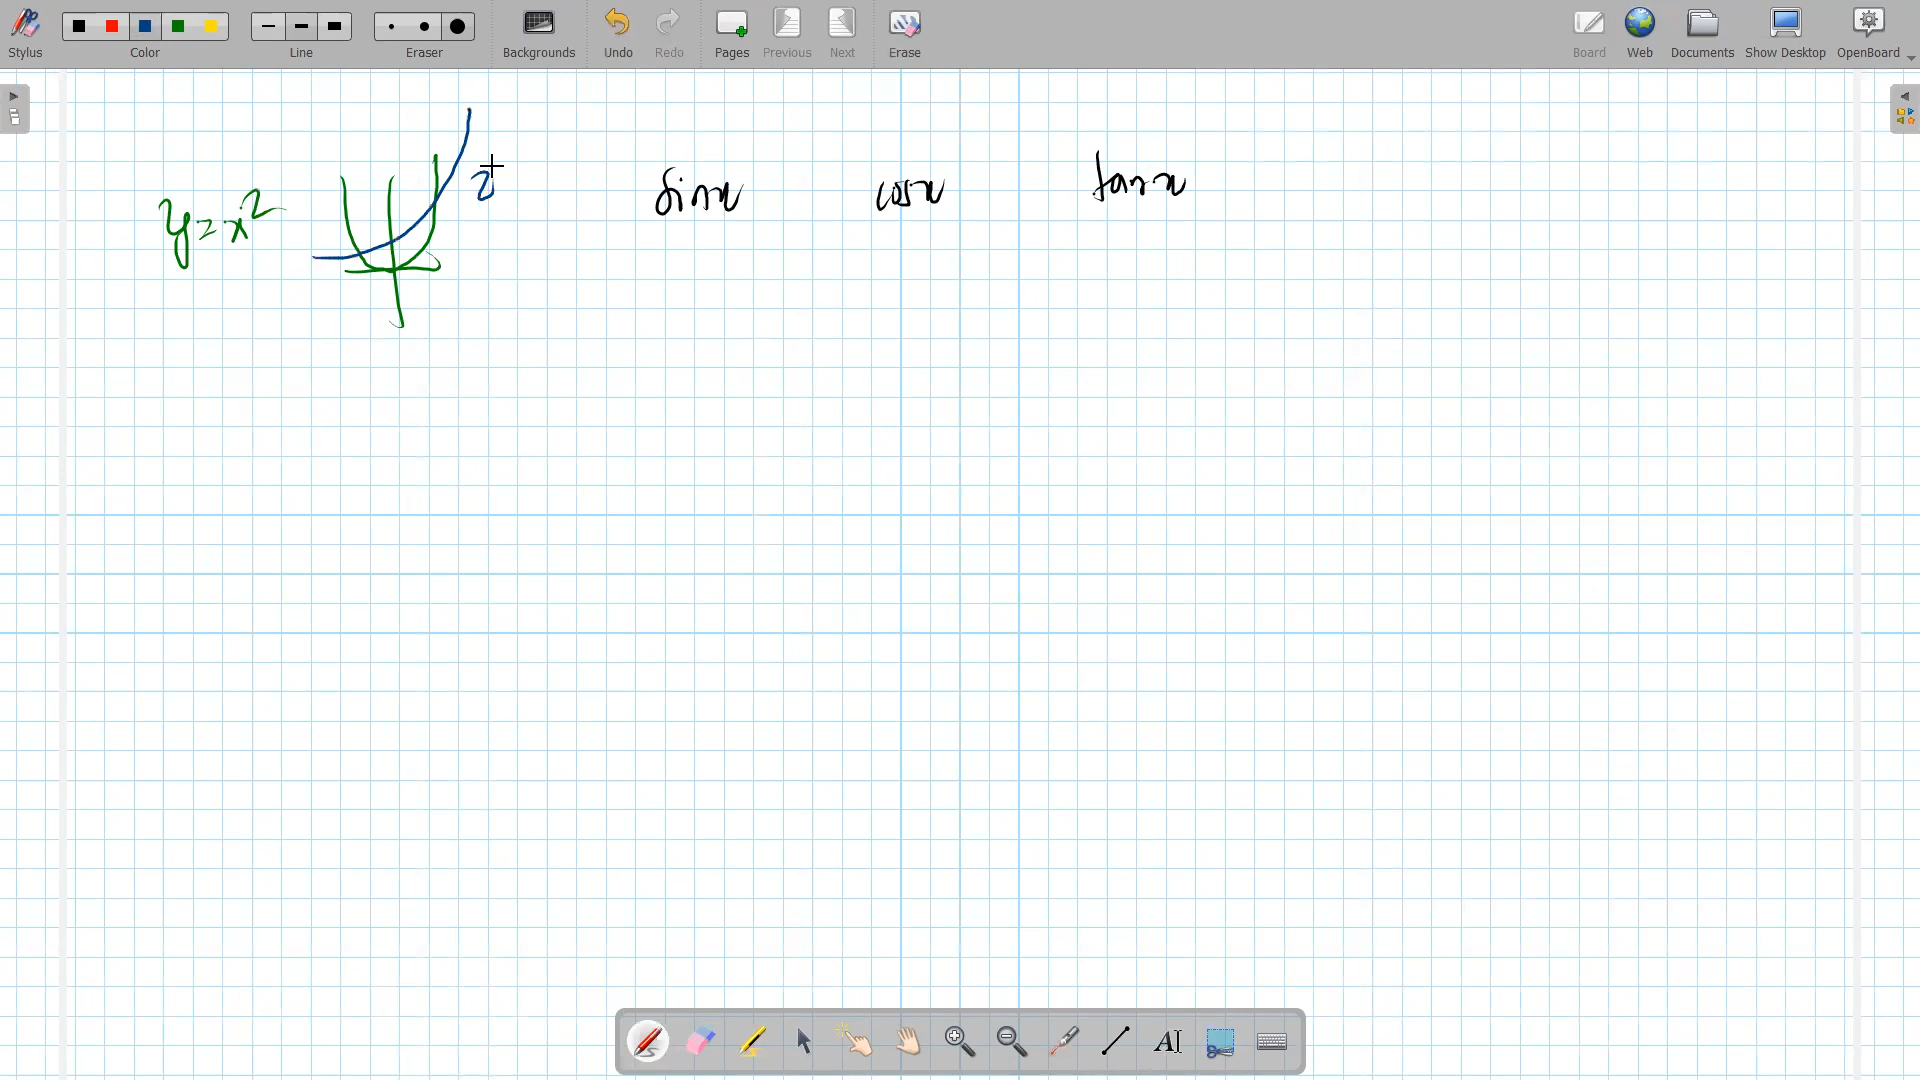 Stylus Color Line Eraser Backgrounds Undo Redo Pages Previous Next Erase Board Web Documents Show Desktop OpenBoard
y=x² 2 sinx cosx tanx